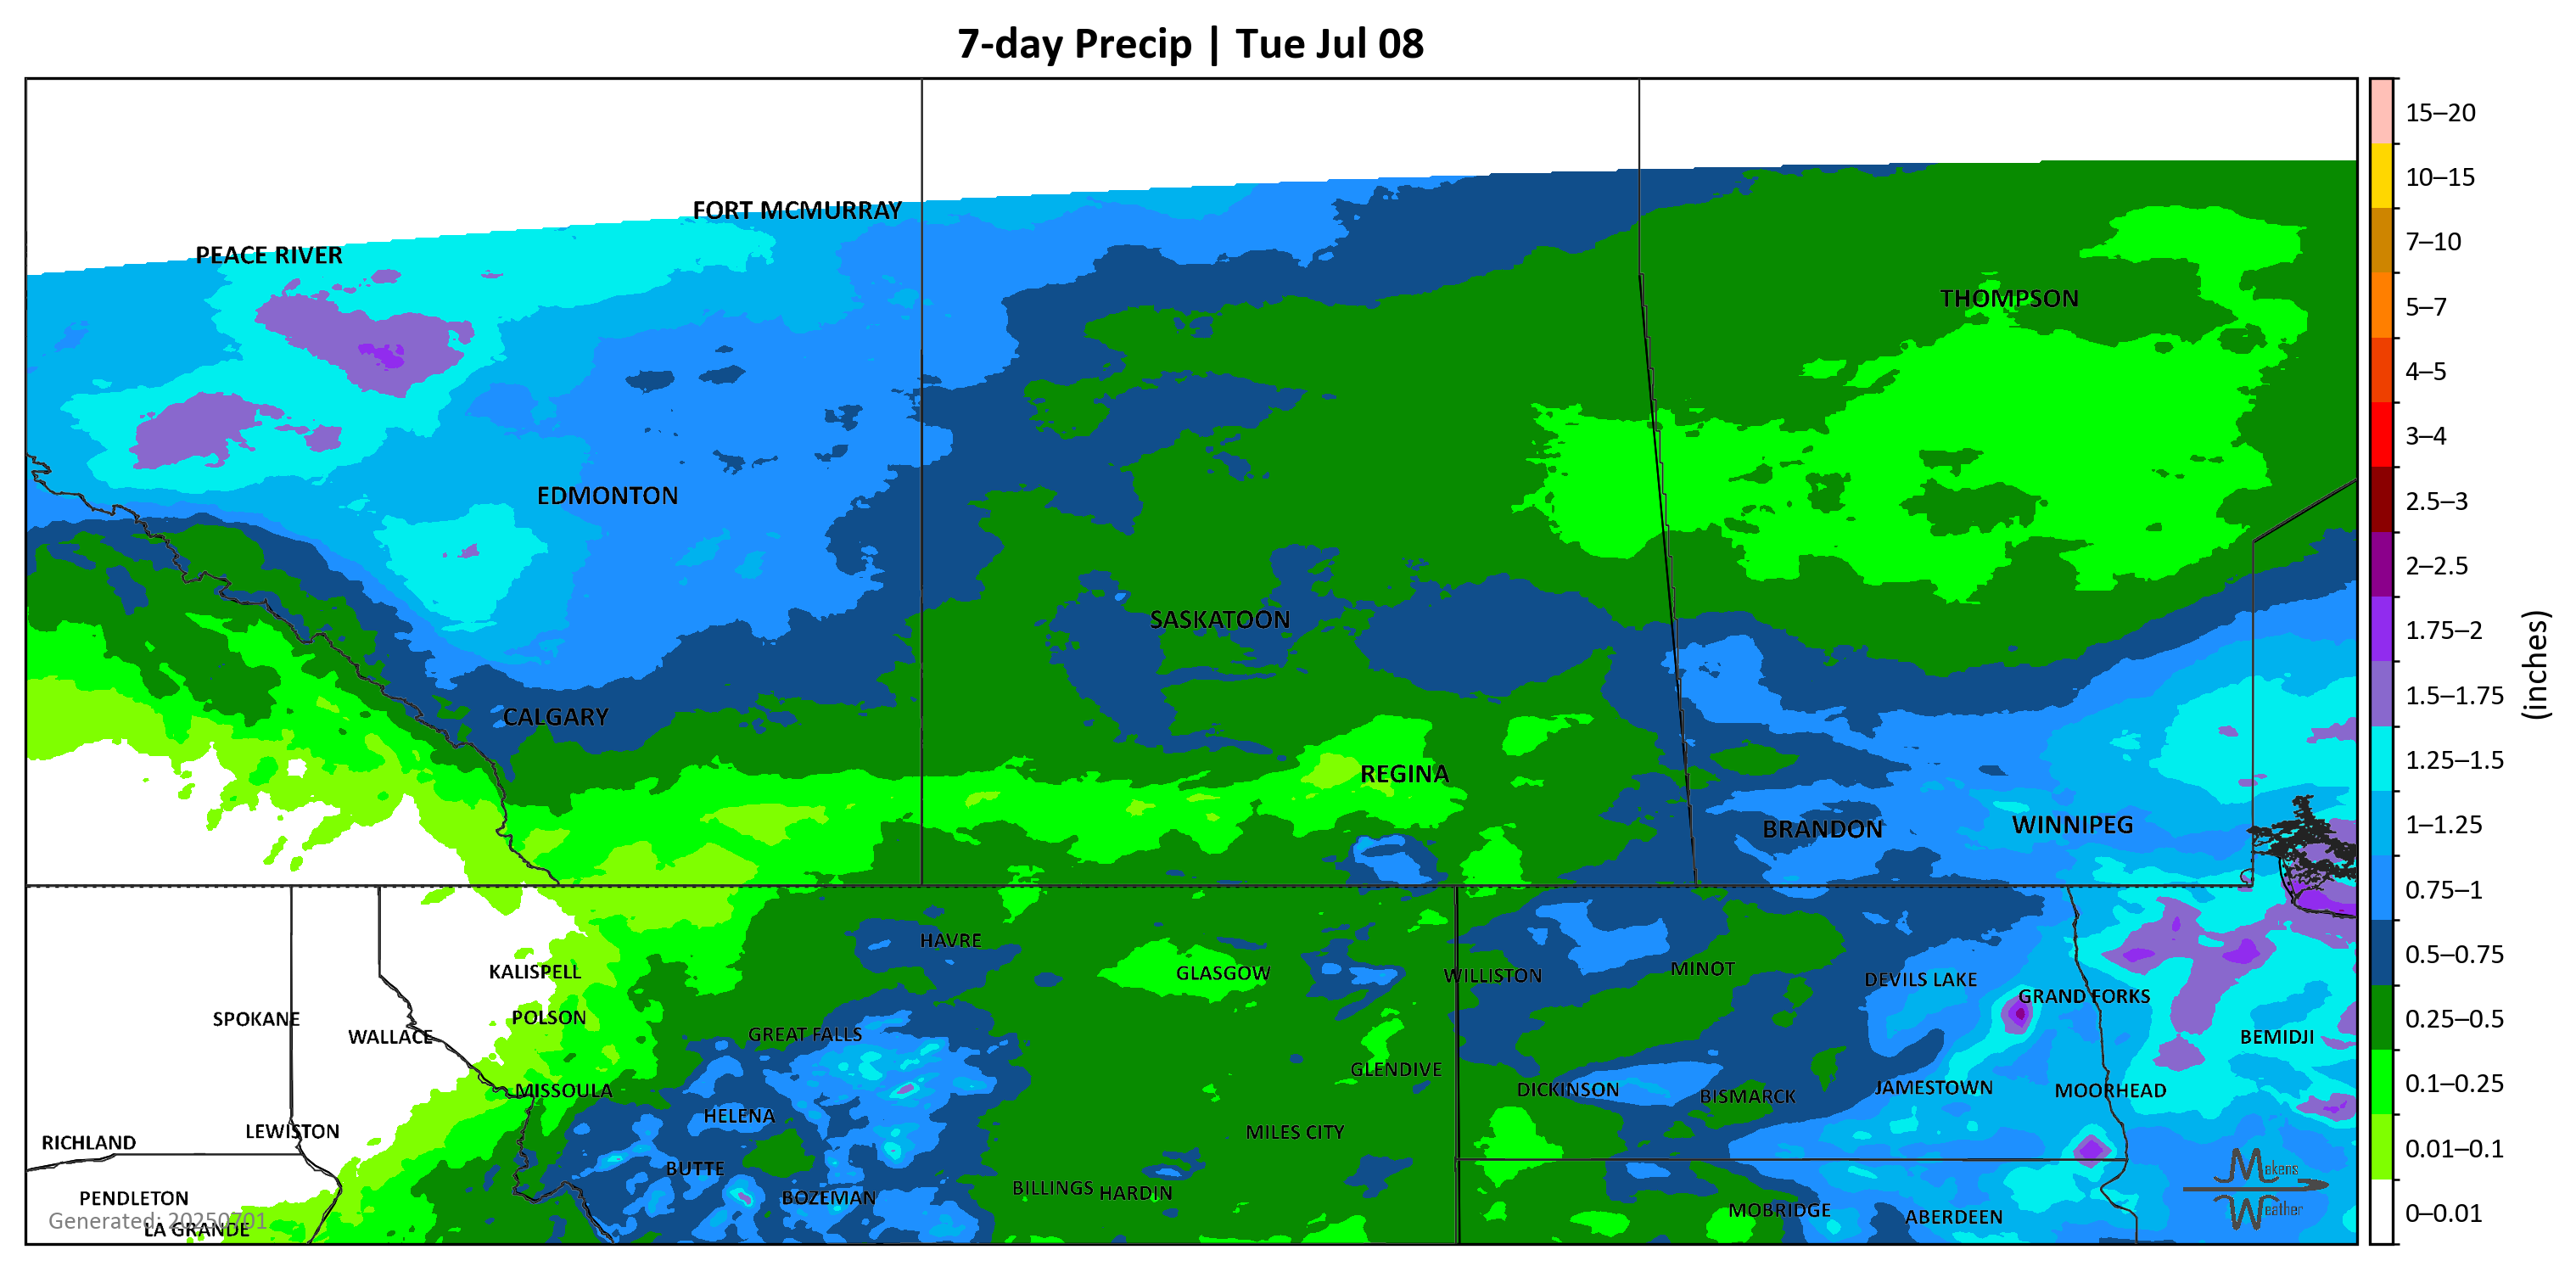 7-day Precip | Tue Jul 08
FORT MCMURRAY
PEACE RIVER
THOMPSON
EDMONTON
SASKATOON
CALGARY
REGINA
BRANDON
WINNIPEG
HAVRE
KALISPELL
GLASGOW
WILLISTON
MINOT
DEVILS LAKE
GRAND FORKS
SPOKANE
POLSON
WALLACE
GREAT FALLS
BEMIDJI
GLENDIVE
MISSOULA
DICKINSON
BISMARCK
JAMESTOWN
MOORHEAD
HELENA
LEWISTON
MILES CITY
RICHLAND
BUTTE
PENDLETON
BOZEMAN
BILLINGS
HARDIN
MOBRIDGE
ABERDEEN
Generated: 20250701
LA GRANDE
Makens
Weather
15–20
10–15
7–10
5–7
4–5
3–4
2.5–3
2–2.5
1.75–2
1.5–1.75
1.25–1.5
1–1.25
0.75–1
0.5–0.75
0.25–0.5
0.1–0.25
0.01–0.1
0–0.01
(inches)